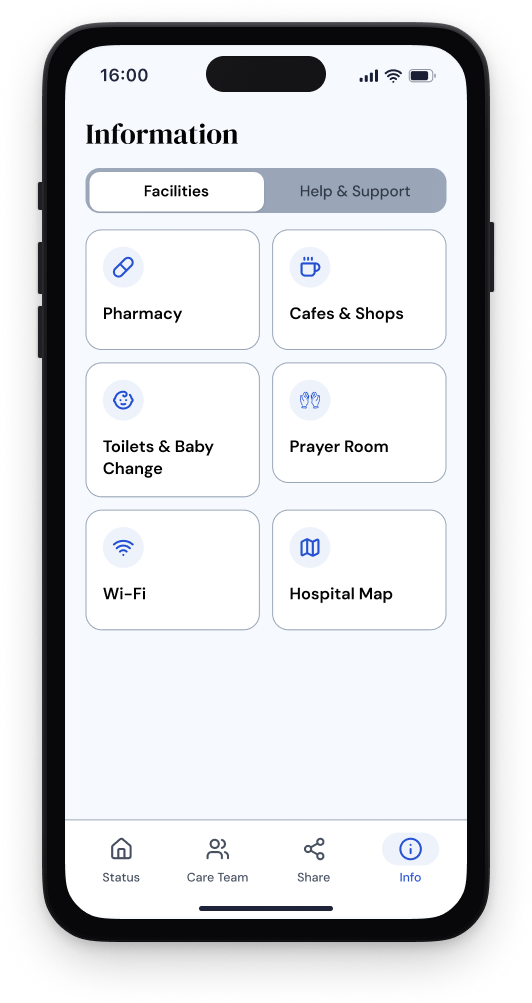 16:00
Information
Facilities
Help & Support
Pharmacy
Cafes & Shops
Toilets & Baby
Change
Prayer Room
Wi-Fi
Hospital Map
Status
Care Team
Share
Info